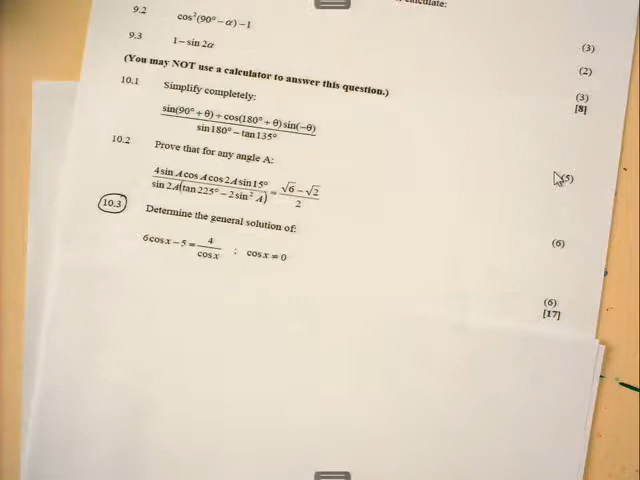 calculate:
9.2 cos²(90° − α) − 1 (3)
9.3 1 − sin 2α (2)
(You may NOT use a calculator to answer this question.) (3)
[8]
10.1 Simplify completely:
sin(90° + θ) + cos(180° + θ)sin(−θ)
sin 180° − tan 135°
(5)
10.2 Prove that for any angle A:
4 sin A cos A cos 2A sin 15° / sin 2A(tan 225° − 2 sin² A) = √6 − √2 / 2
(6)
10.3 Determine the general solution of:
6 cos x − 5 = 4 / cos x ; cos x = 0
(6)
[17]